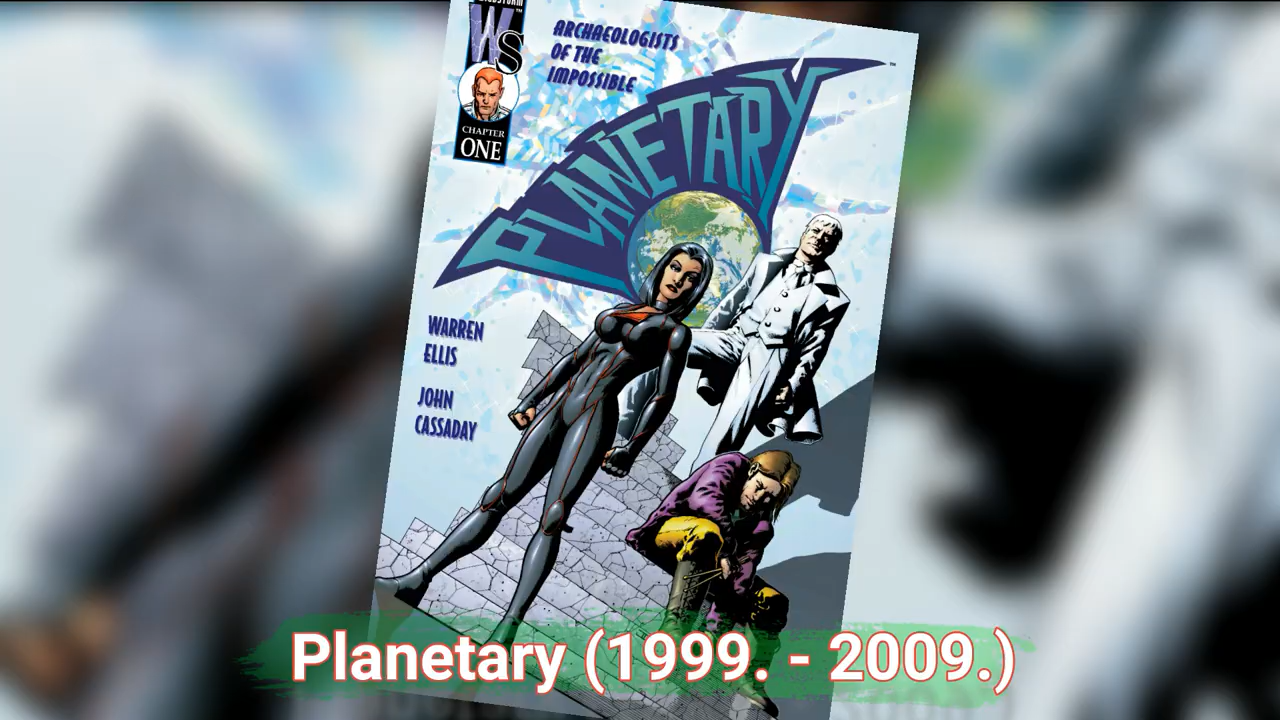 WS
ARCHAEOLOGISTS
OF THE
IMPOSSIBLE
CHAPTER
ONE
PLANETARY
WARREN
ELLIS
JOHN
CASSADAY
Planetary (1999. - 2009.)